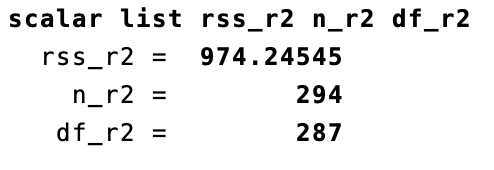 scalar list rss_r2 n_r2 df_r2
rss_r2 = 974.24545
n_r2 = 294
df_r2 = 287